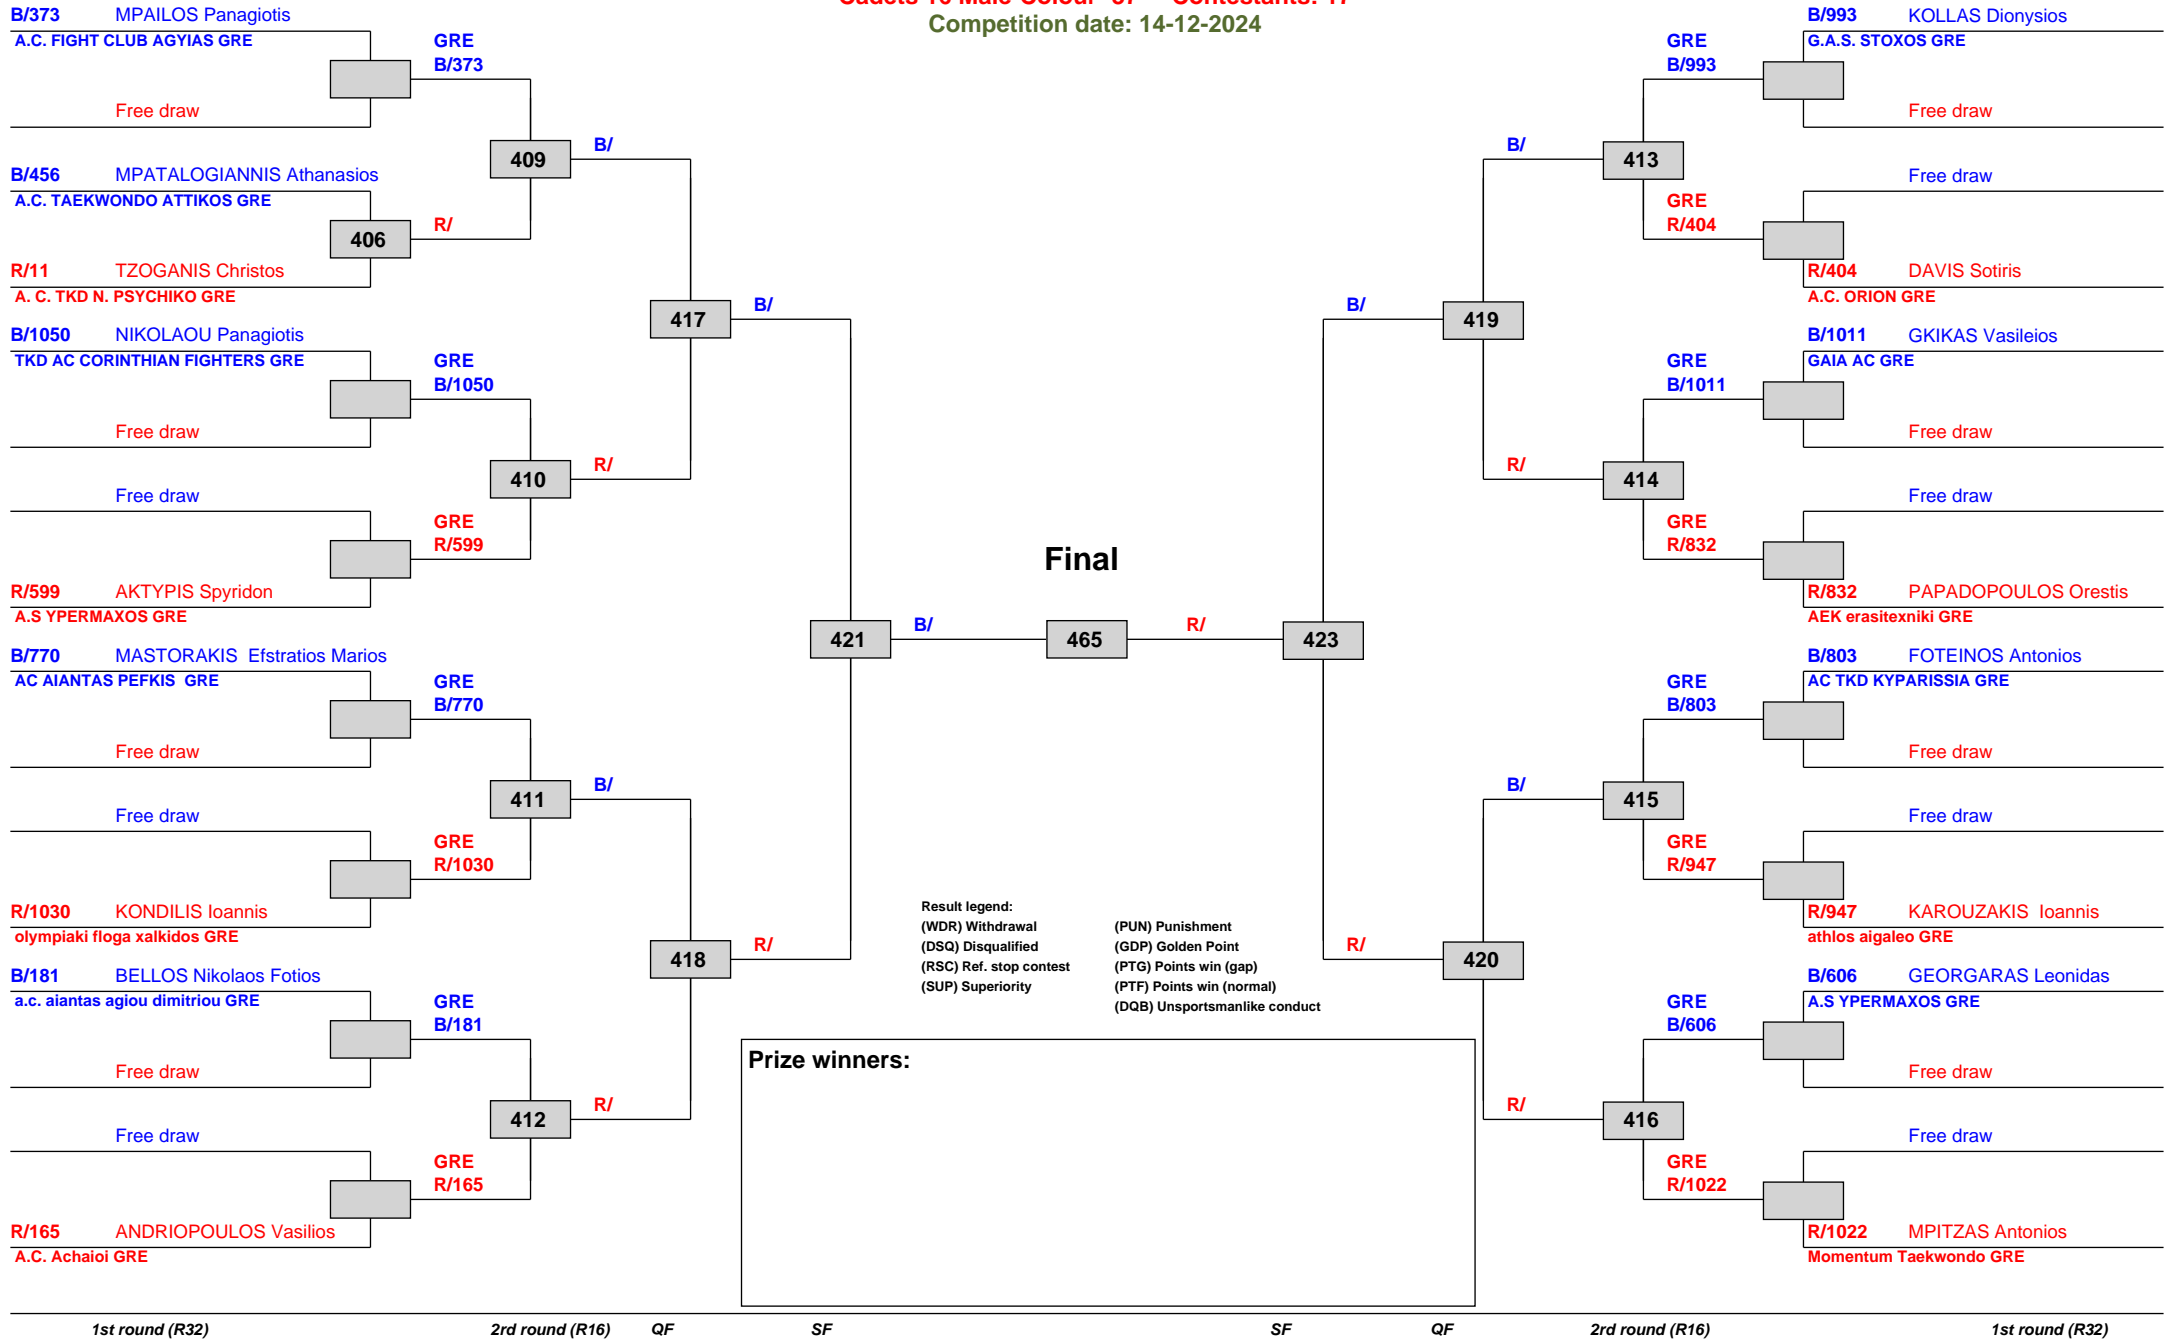 Competition date: 14-12-2024
B/373 MPAILOS Panagiotis
A.C. FIGHT CLUB AGYIAS GRE
Free draw
B/456 MPATALOGIANNIS Athanasios
A.C. TAEKWONDO ATTIKOS GRE
406
R/11 TZOGANIS Christos
A. C. TKD N. PSYCHIKO GRE
B/1050 NIKOLAOU Panagiotis
TKD AC CORINTHIAN FIGHTERS GRE
Free draw
Free draw
R/599 AKTYPIS Spyridon
A.S YPERMAXOS GRE
B/770 MASTORAKIS Efstratios Marios
AC AIANTAS PEFKIS GRE
Free draw
Free draw
R/1030 KONDILIS Ioannis
olympiaki floga xalkidos GRE
B/181 BELLOS Nikolaos Fotios
a.c. aiantas agiou dimitriou GRE
Free draw
Free draw
R/165 ANDRIOPOULOS Vasilios
A.C. Achaioi GRE
GRE
B/373
409
R/
GRE
B/1050
410
GRE
R/599
GRE
B/770
411
GRE
R/1030
GRE
B/181
412
GRE
R/165
B/
417
R/
B/
418
R/
B/
421
R/
Final
B/
465
R/
423
B/
419
R/
420
B/
R/
B/
R/
GRE
B/993
413
GRE
R/404
GRE
B/1011
414
GRE
R/832
GRE
B/803
415
GRE
R/947
GRE
B/606
416
GRE
R/1022
B/993 KOLLAS Dionysios
G.A.S. STOXOS GRE
Free draw
Free draw
R/404 DAVIS Sotiris
A.C. ORION GRE
B/1011 GKIKAS Vasileios
GAIA AC GRE
Free draw
Free draw
R/832 PAPADOPOULOS Orestis
AEK erasitexniki GRE
B/803 FOTEINOS Antonios
AC TKD KYPARISSIA GRE
Free draw
Free draw
R/947 KAROUZAKIS Ioannis
athlos aigaleo GRE
B/606 GEORGARAS Leonidas
A.S YPERMAXOS GRE
Free draw
Free draw
R/1022 MPITZAS Antonios
Momentum Taekwondo GRE
Result legend:
(WDR) Withdrawal (PUN) Punishment
(DSQ) Disqualified (GDP) Golden Point
(RSC) Ref. stop contest (PTG) Points win (gap)
(SUP) Superiority (PTF) Points win (normal)
(DQB) Unsportsmanlike conduct
Prize winners:
1st round (R32) 2rd round (R16) QF SF SF QF 2rd round (R16) 1st round (R32)